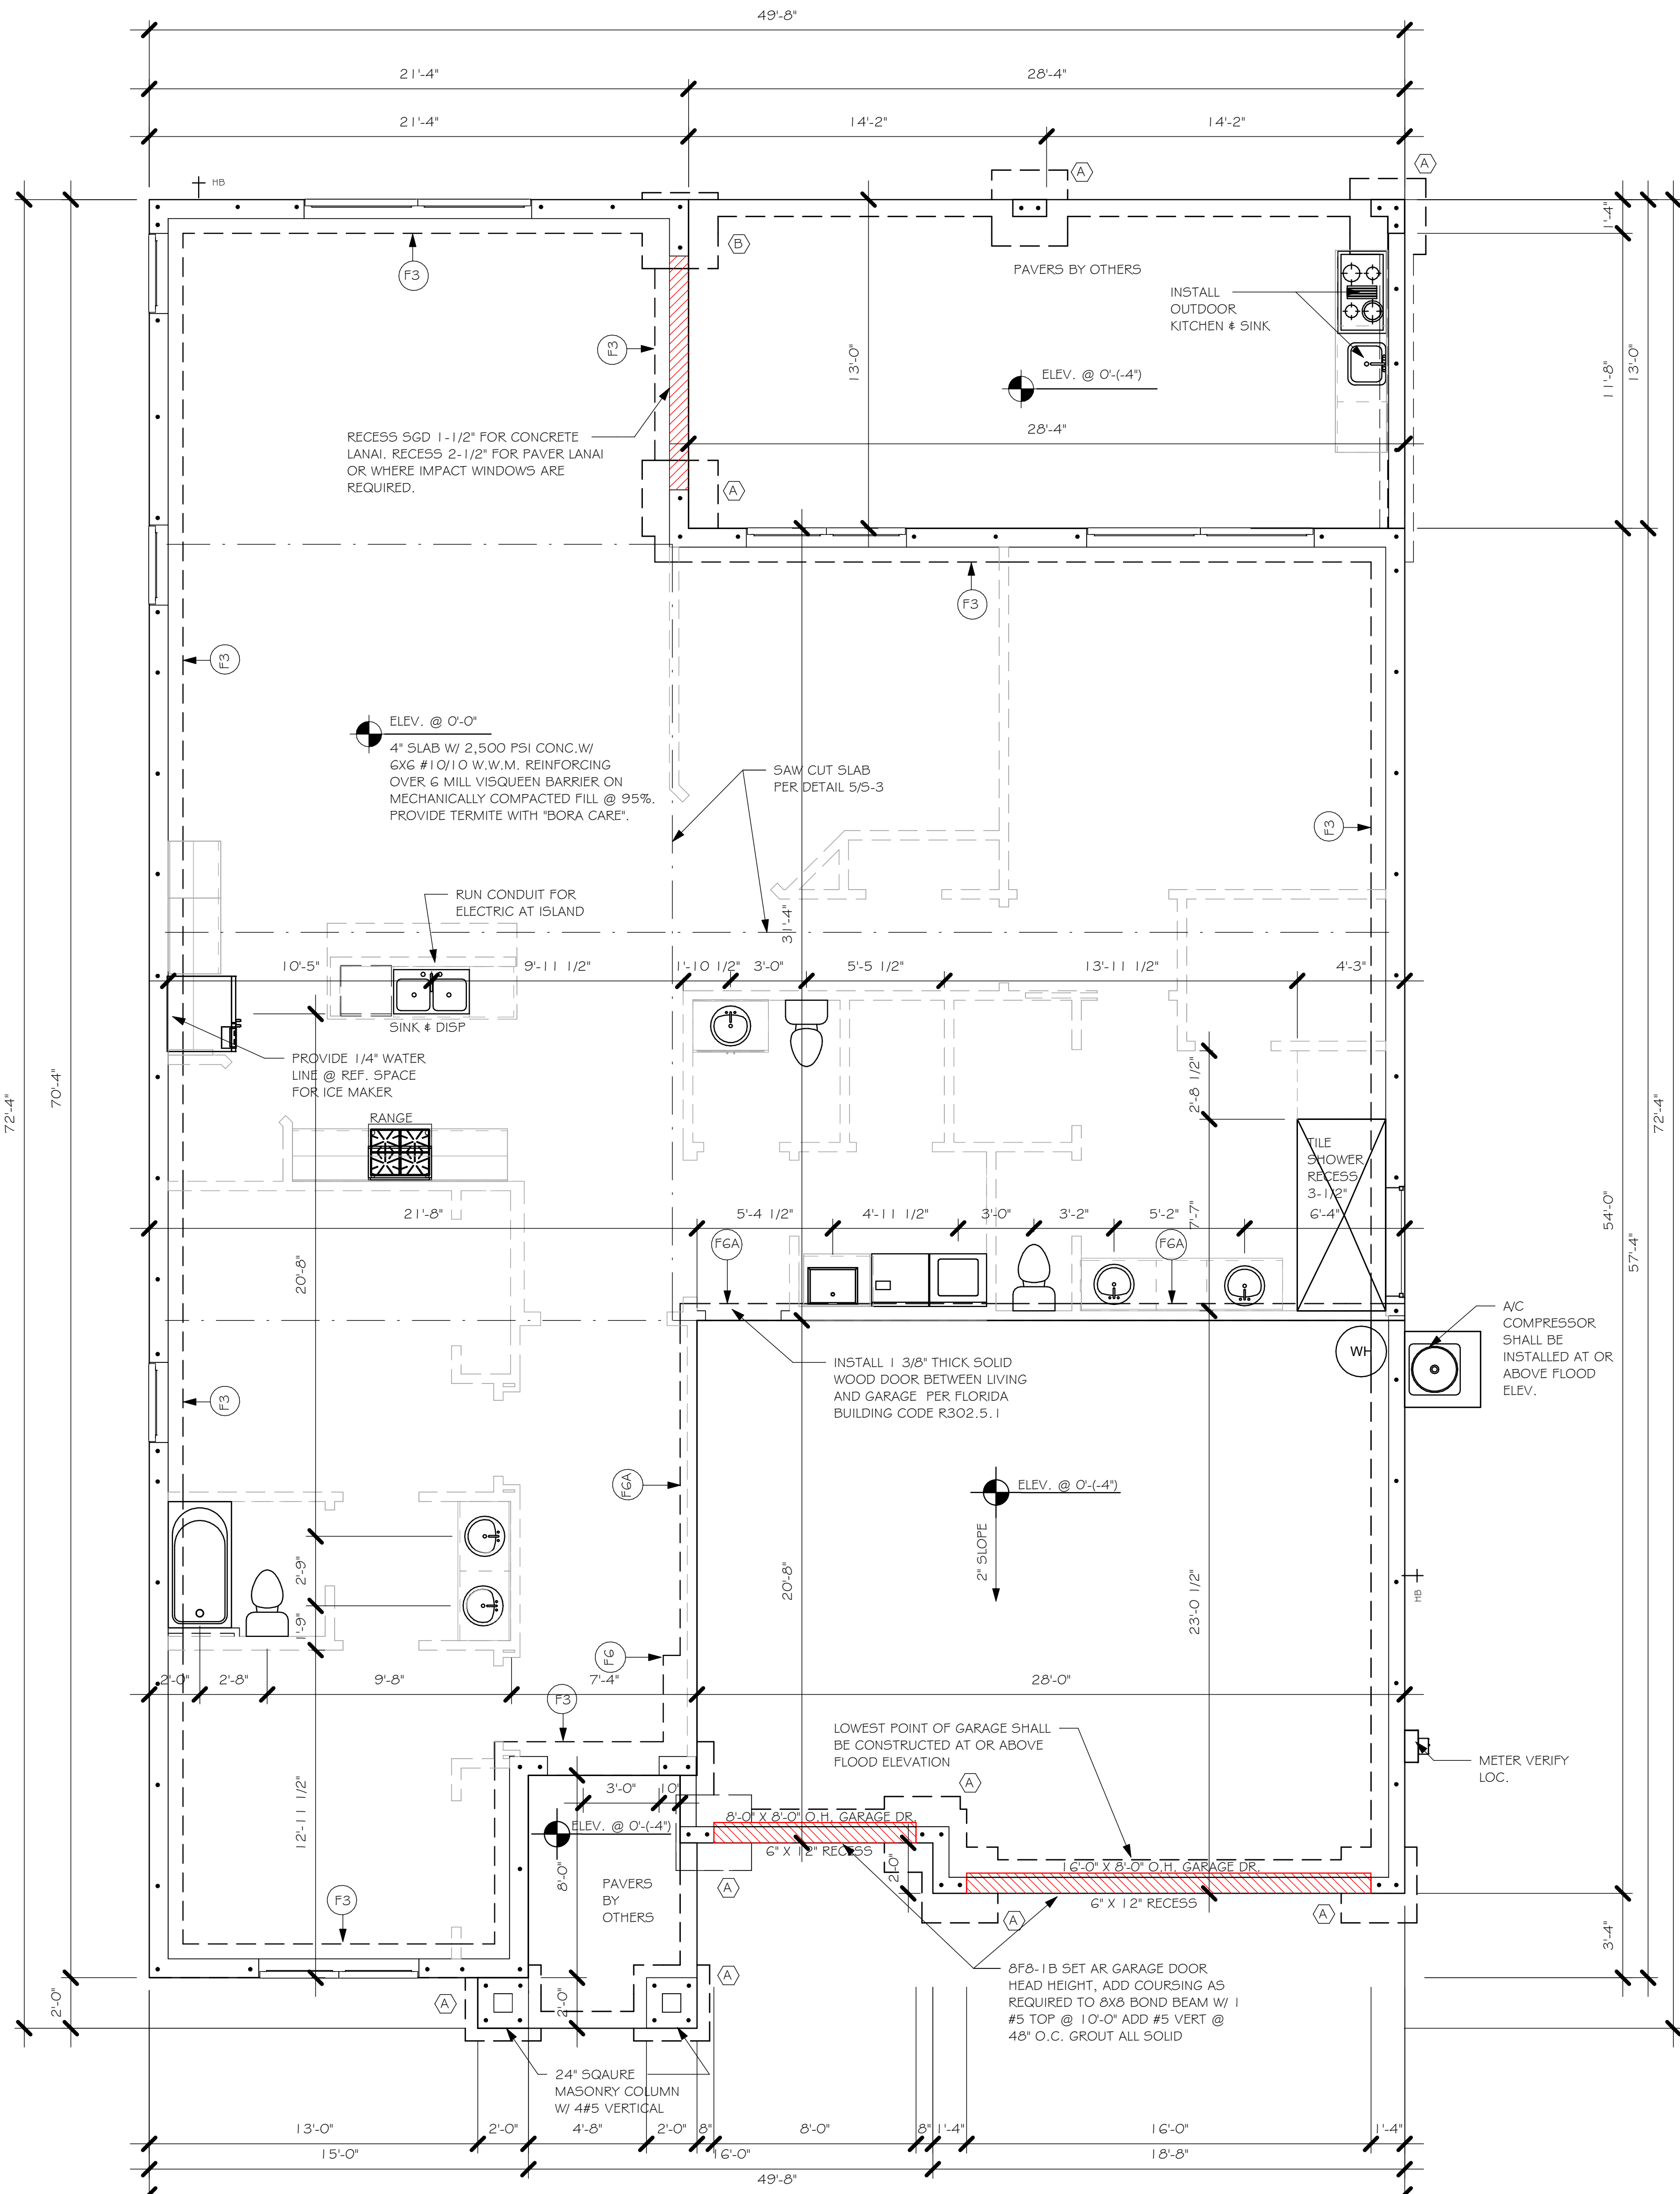 49'-8"
21'-4"
28'-4"
21'-4"
14'-2"
14'-2"
HB
A
A
B
1'-4"
PAVERS BY OTHERS
INSTALL
OUTDOOR
KITCHEN & SINK
F3
F3
13'-0"
11'-8"
13'-0"
ELEV. @ 0'-(-4")
28'-4"
RECESS SGD 1-1/2" FOR CONCRETE
LANAI. RECESS 2-1/2" FOR PAVER LANAI
OR WHERE IMPACT WINDOWS ARE
REQUIRED.
A
F3
F3
ELEV. @ 0'-0"
4" SLAB W/ 2,500 PSI CONC.W/
6X6 #10/10 W.W.M. REINFORCING
OVER 6 MILL VISQUEEN BARRIER ON
MECHANICALLY COMPACTED FILL @ 95%.
PROVIDE TERMITE WITH "BORA CARE".
SAW CUT SLAB
PER DETAIL 5/S-3
F3
RUN CONDUIT FOR
ELECTRIC AT ISLAND
31'-4"
10'-5"
9'-11 1/2"
1'-10 1/2"
3'-0"
5'-5 1/2"
13'-11 1/2"
4'-3"
SINK & DISP
PROVIDE 1/4" WATER
LINE @ REF. SPACE
FOR ICE MAKER
RANGE
72'-4"
70'-4"
2'-8 1/2"
72'-4"
TILE
SHOWER
RECESS
3-1/2"
54'-0"
57'-4"
21'-8"
5'-4 1/2"
4'-11 1/2"
3'-0"
3'-2"
5'-2"
7'-7"
6'-4"
F6A
F6A
20'-8"
INSTALL 1 3/8" THICK SOLID
WOOD DOOR BETWEEN LIVING
AND GARAGE PER FLORIDA
BUILDING CODE R302.5.1
WH
A/C
COMPRESSOR
SHALL BE
INSTALLED AT OR
ABOVE FLOOD
ELEV.
F3
F6A
ELEV. @ 0'-(-4")
2" SLOPE
20'-8"
23'-0 1/2"
HB
2'-9"
1'-9"
F6
2'-0"
2'-8"
9'-8"
7'-4"
28'-0"
F3
LOWEST POINT OF GARAGE SHALL
BE CONSTRUCTED AT OR ABOVE
FLOOD ELEVATION
METER VERIFY
LOC.
A
12'-11 1/2"
3'-0"
10"
8'-0" X 8'-0" O.H. GARAGE DR.
ELEV. @ 0'-(-4")
6" X 12" RECESS
2'-0"
16'-0" X 8'-0" O.H. GARAGE DR.
8'-0"
PAVERS
BY
OTHERS
A
F3
6" X 12" RECESS
A
A
3'-4"
8F8-1B SET AR GARAGE DOOR
HEAD HEIGHT, ADD COURSING AS
REQUIRED TO 8X8 BOND BEAM W/ 1
#5 TOP @ 10'-0" ADD #5 VERT @
48" O.C. GROUT ALL SOLID
A
A
2'-0"
2'-0"
24" SQAURE
MASONRY COLUMN
W/ 4#5 VERTICAL
13'-0"
2'-0"
4'-8"
2'-0"
8"
8'-0"
8"
1'-4"
16'-0"
1'-4"
15'-0"
16'-0"
18'-8"
49'-8"